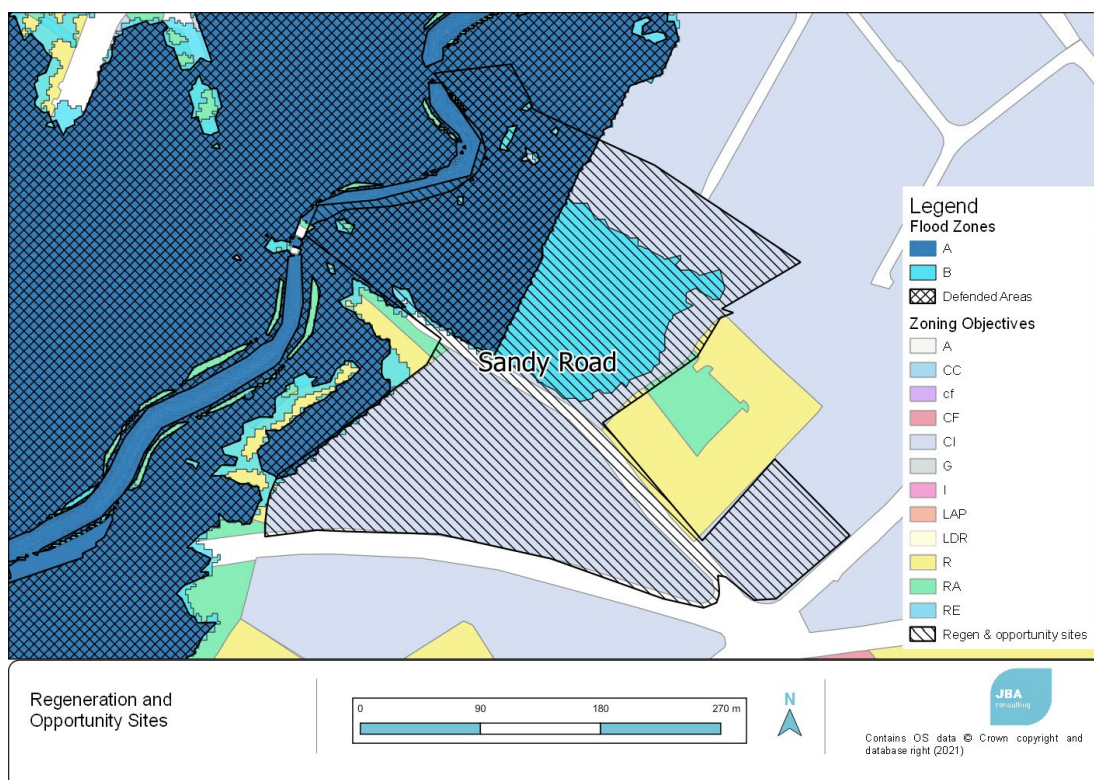 Sandy Road
Legend
Flood Zones
A
B
Defended Areas
Zoning Objectives
A
CC
cf
CF
CI
G
I
LAP
LDR
R
RA
RE
Regen & opportunity sites
Regeneration and
Opportunity Sites
0 90 180 270 m
N
JBA
consulting
Contains OS data © Crown copyright and
database right (2021)